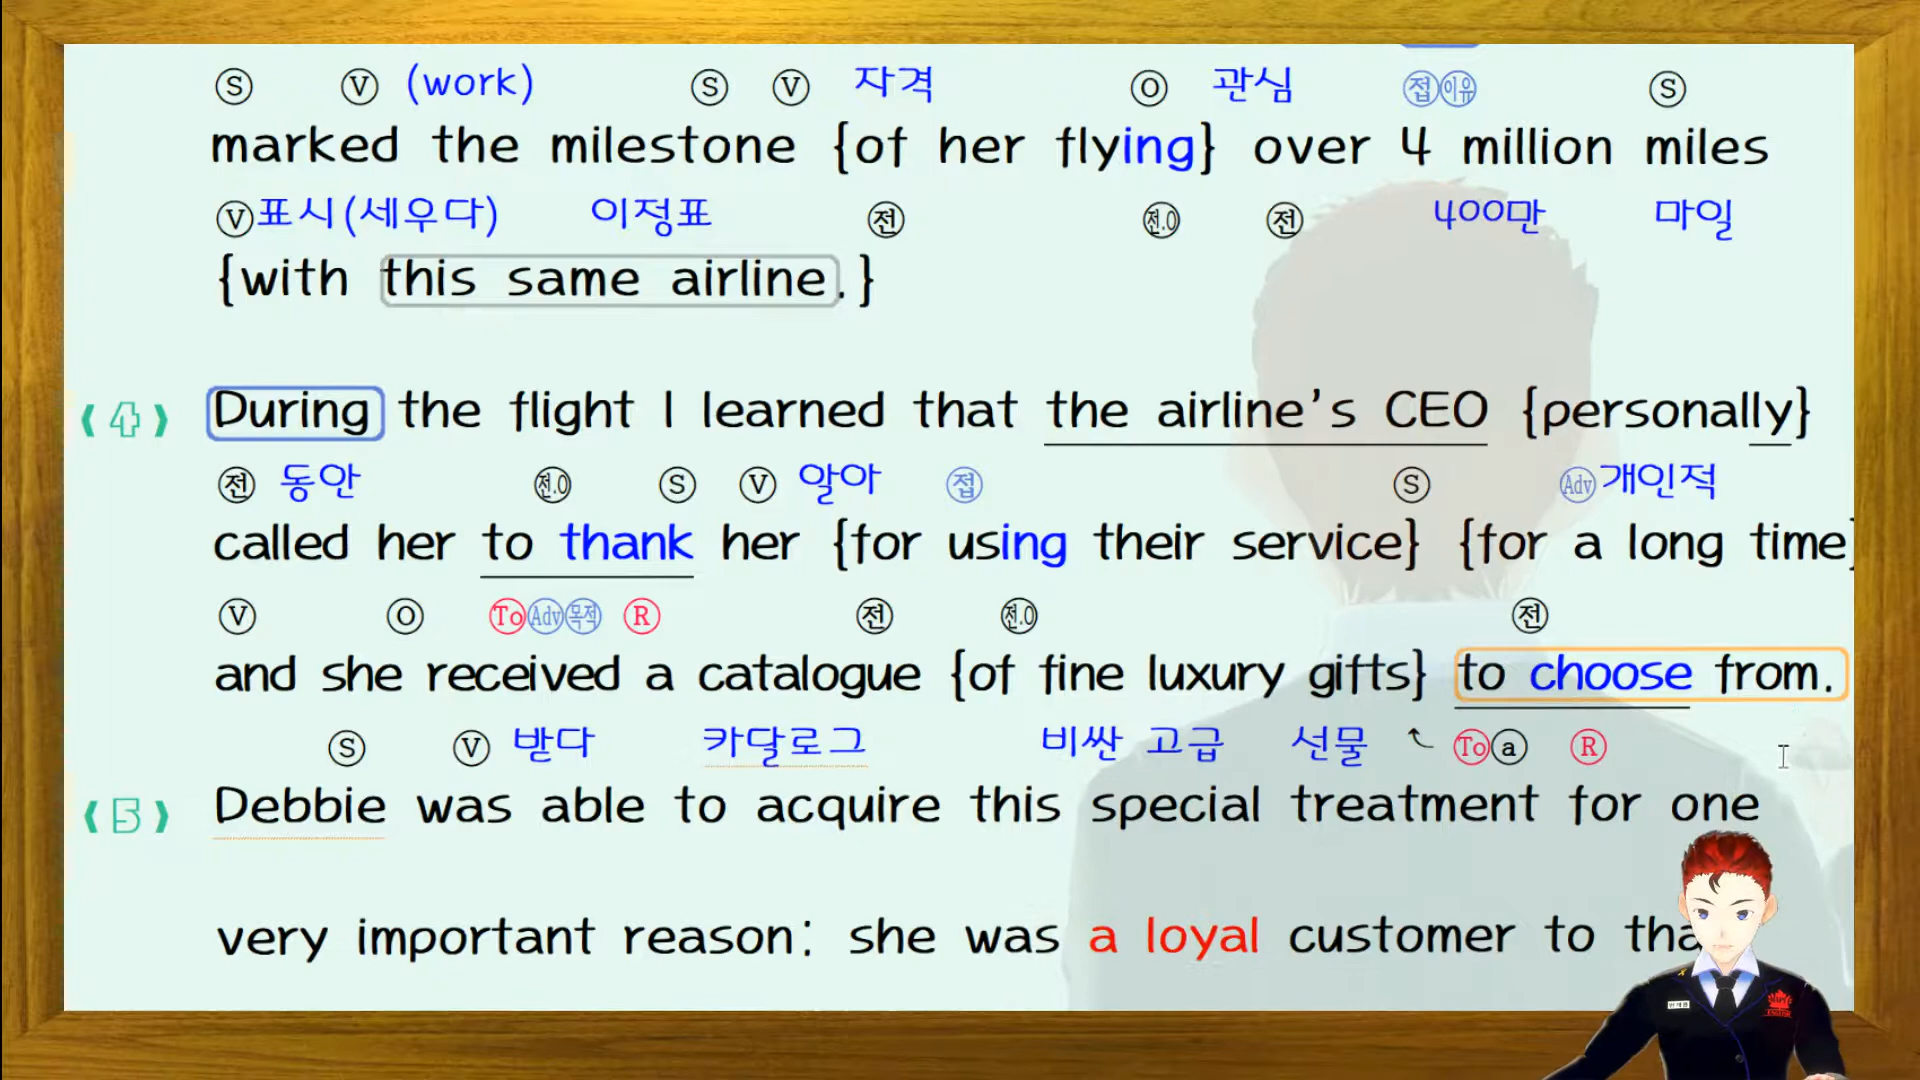 Ⓢ Ⓥ (work) Ⓢ Ⓥ 자격 Ⓞ 관심 접 이유 Ⓢ
marked the milestone {of her flying} over 4 million miles
Ⓥ 표시(세우다) 이정표 전 전.O 전 400만 마일
{with this same airline.}
(4) During the flight I learned that the airline's CEO {personally}
전 동안 전.O Ⓢ Ⓥ 알아 접 Ⓢ Adv 개인적
called her to thank her {for using their service} {for a long time}
Ⓥ Ⓞ To Adv 목적 Ⓡ 전 전.O 전
and she received a catalogue {of fine luxury gifts} to choose from.
Ⓢ Ⓥ 받다 카달로그 비싼 고급 선물 To ⓐ Ⓡ
(5) Debbie was able to acquire this special treatment for one
very important reason: she was a loyal customer to